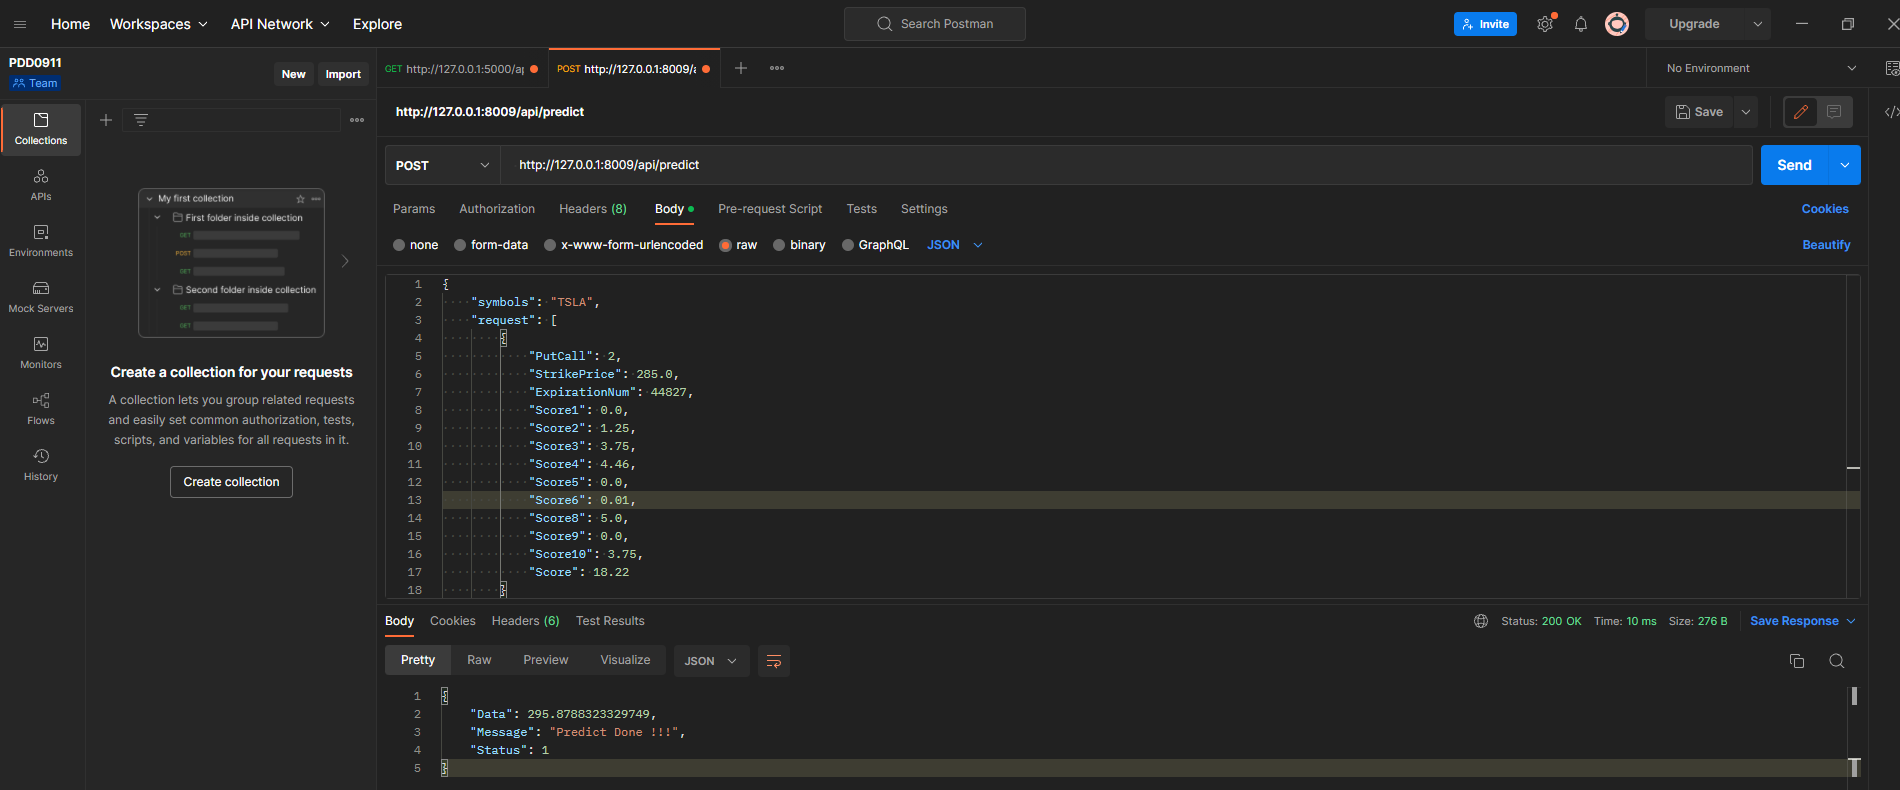 Home Workspaces API Network Explore Search Postman Invite Upgrade
PDD0911
Team
New Import
GET http://127.0.0.1:5000/a
POST http://127.0.0.1:8009/
No Environment
http://127.0.0.1:8009/api/predict
Save
POST http://127.0.0.1:8009/api/predict
Send
Params Authorization Headers (8) Body Pre-request Script Tests Settings Cookies
none form-data x-www-form-urlencoded raw binary GraphQL JSON Beautify
Collections
APIs
Environments
Mock Servers
Monitors
Flows
History
My first collection
First folder inside collection
GET
POST
GET
Second folder inside collection
GET
GET
Create a collection for your requests
A collection lets you group related requests
and easily set common authorization, tests,
scripts, and variables for all requests in it.
Create collection
1 {
2 "symbols": "TSLA",
3 "request": [
4 {
5 "PutCall": 2,
6 "StrikePrice": 285.0,
7 "ExpirationNum": 44827,
8 "Score1": 0.0,
9 "Score2": 1.25,
10 "Score3": 3.75,
11 "Score4": 4.46,
12 "Score5": 0.0,
13 "Score6": 0.01,
14 "Score8": 5.0,
15 "Score9": 0.0,
16 "Score10": 3.75,
17 "Score": 18.22
18 }
Body Cookies Headers (6) Test Results Status: 200 OK Time: 10 ms Size: 276 B Save Response
Pretty Raw Preview Visualize JSON
1 {
2 "Data": 295.8788323329749,
3 "Message": "Predict Done !!!",
4 "Status": 1
5 }